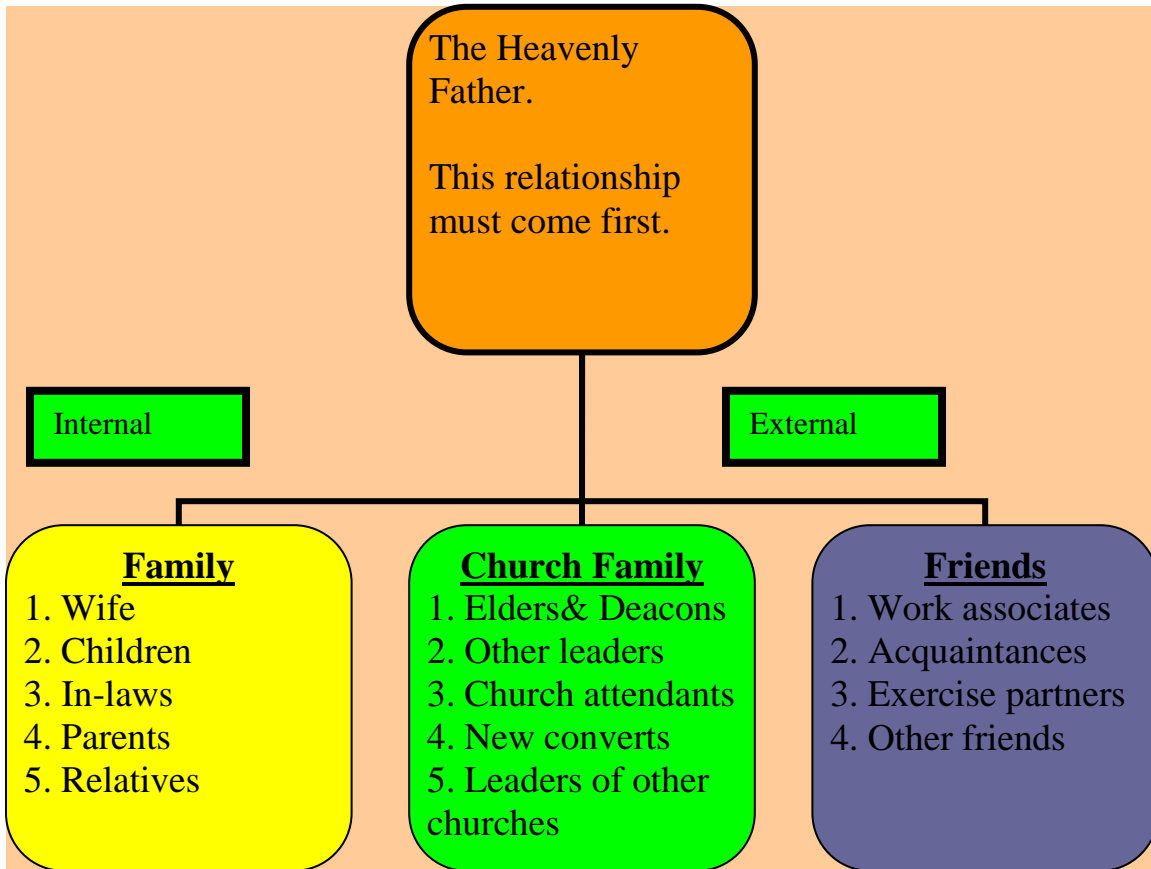 The Heavenly
Father.
This relationship
must come first.
Internal
External
Family
1. Wife
2. Children
3. In-laws
4. Parents
5. Relatives
Church Family
1. Elders& Deacons
2. Other leaders
3. Church attendants
4. New converts
5. Leaders of other
churches
Friends
1. Work associates
2. Acquaintances
3. Exercise partners
4. Other friends